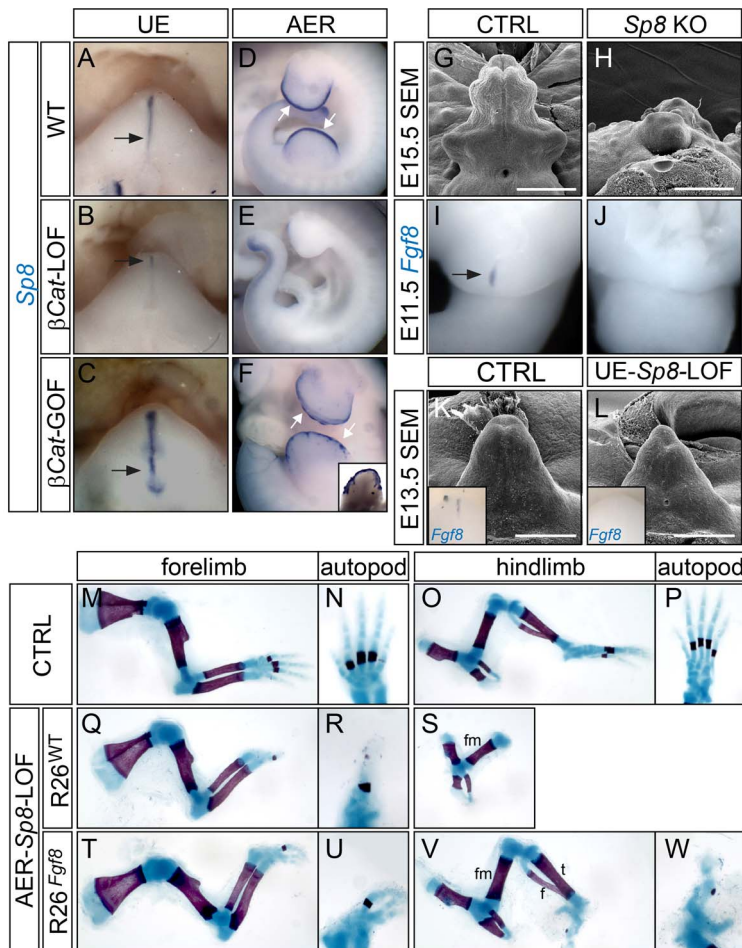 UE AER CTRL Sp8 KO
A D G H
WT
E15.5 SEM
B E I J
Sp8
βCat-LOF
E11.5 Fgf8
CTRL UE-Sp8-LOF
C F K L
βCat-GOF
E13.5 SEM
Fgf8 Fgf8
forelimb autopod hindlimb autopod
M N O P
CTRL
Q R S
fm
AER-Sp8-LOF
R26WT
T U V W
fm t
f
R26Fgf8